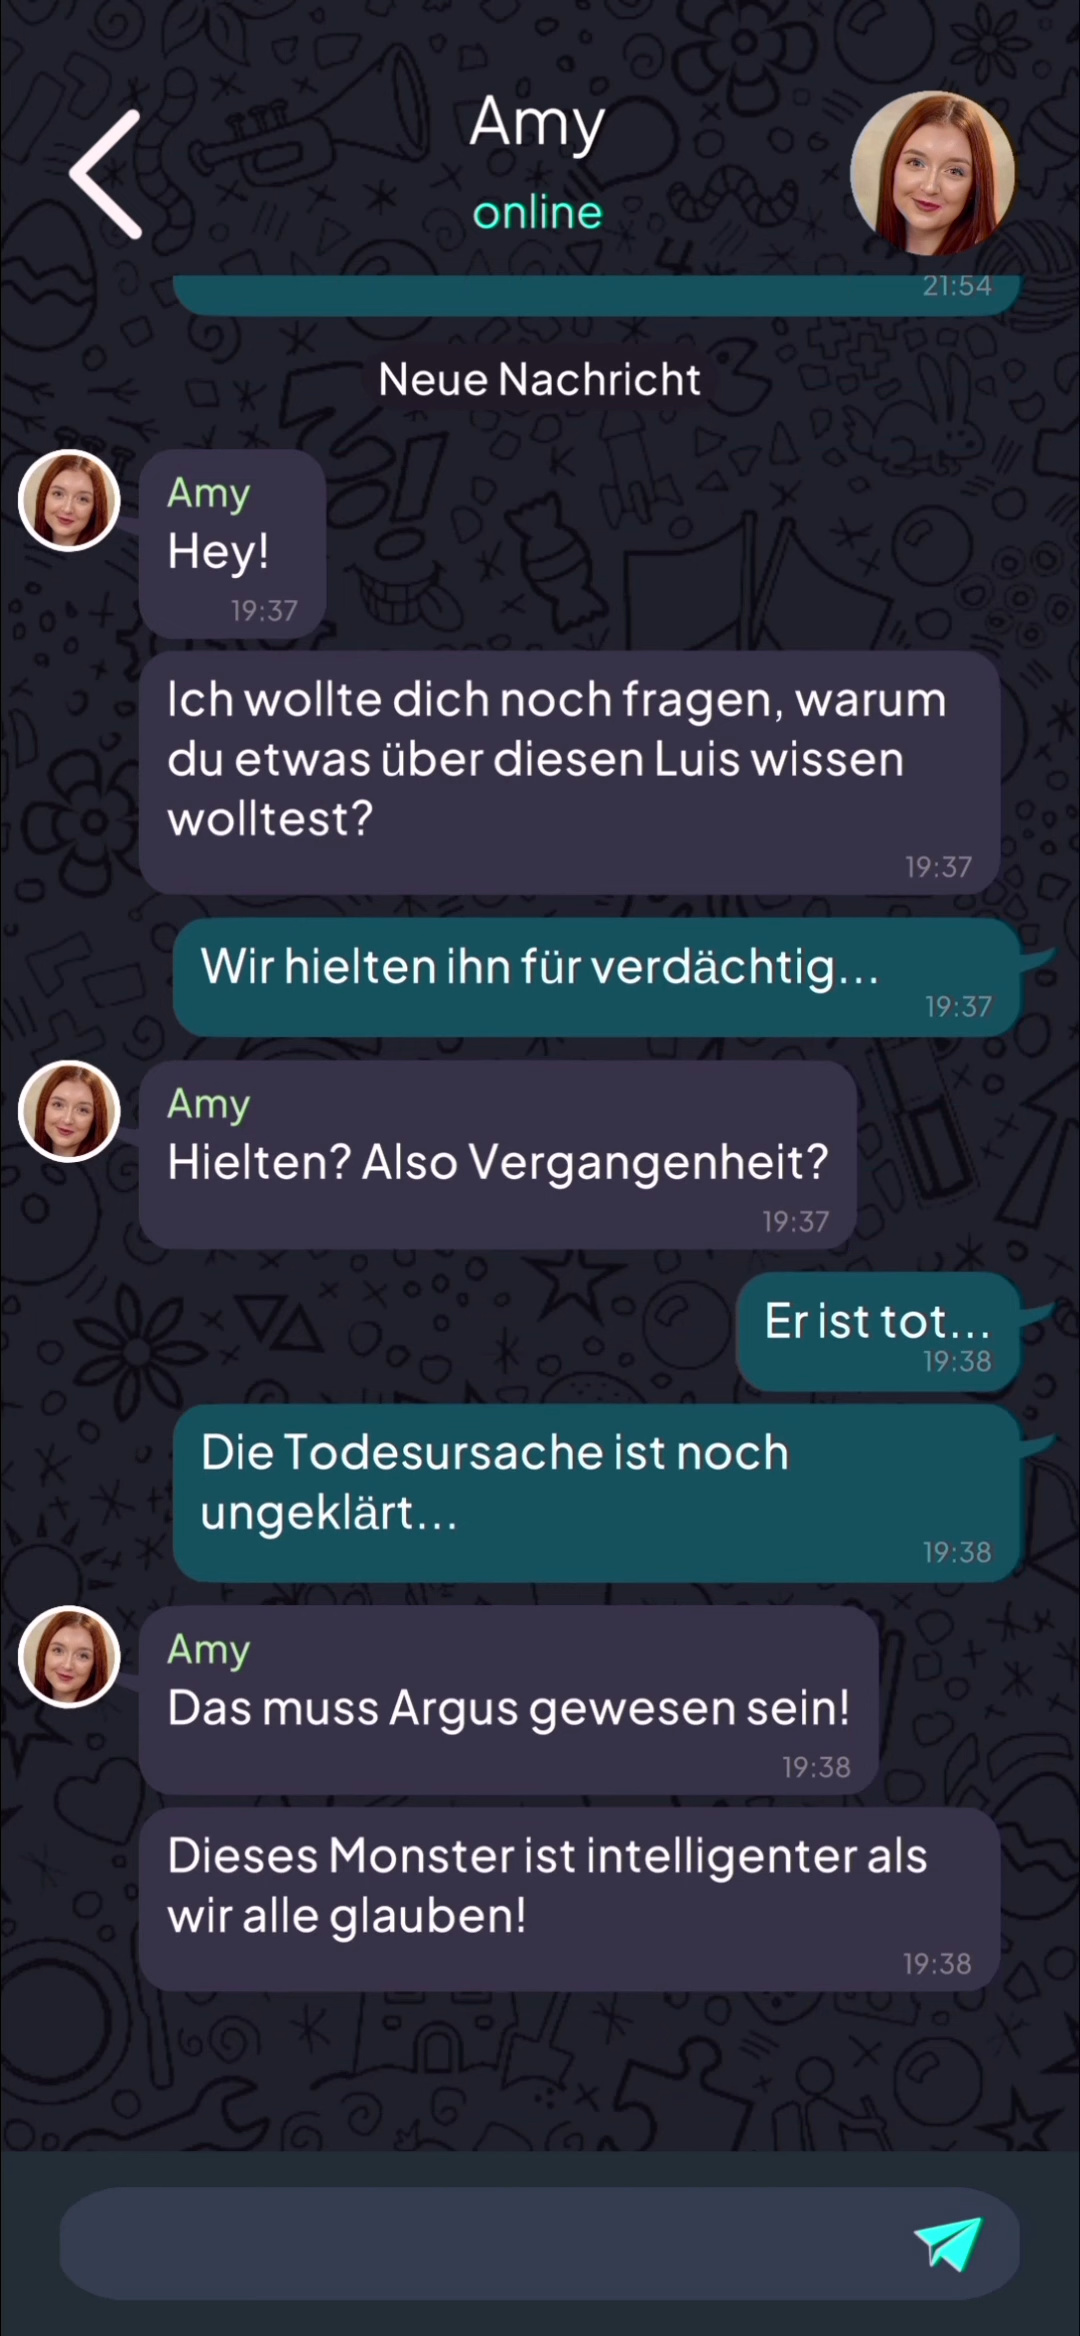 Amy
online
21:54
Neue Nachricht
Amy
Hey!
19:37
Ich wollte dich noch fragen, warum
du etwas über diesen Luis wissen
wolltest?
19:37
Wir hielten ihn für verdächtig...
19:37
Amy
Hielten? Also Vergangenheit?
19:37
Er ist tot...
19:38
Die Todesursache ist noch
ungeklärt...
19:38
Amy
Das muss Argus gewesen sein!
19:38
Dieses Monster ist intelligenter als
wir alle glauben!
19:38